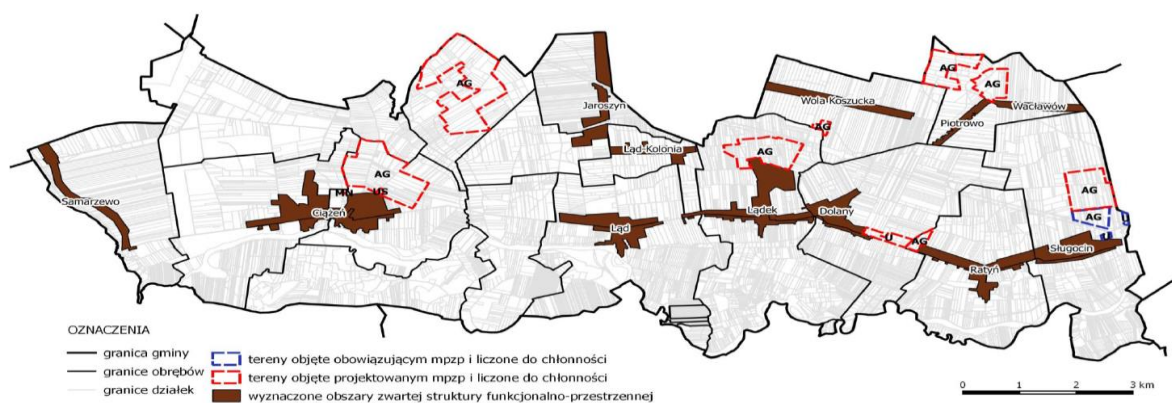 AG
AG
AG
Jaroszyn
Wola Koszucka
Wacławów
Piotrowo
AG
Ląd-Kolonia
AG
AG
AG
MN
US
Samarzewo
Ciążeń
Lądek
Dolany
AG
U
Ląd
U
AG
U
Sługocin
Ratyń
OZNACZENIA
granica gminy
granice obrębów
granice działek
tereny objęte obowiązującym mpzp i liczone do chłonności
tereny objęte projektowanym mpzp i liczone do chłonności
wyznaczone obszary zwartej struktury funkcjonalno-przestrzennej
0 1 2 3 km